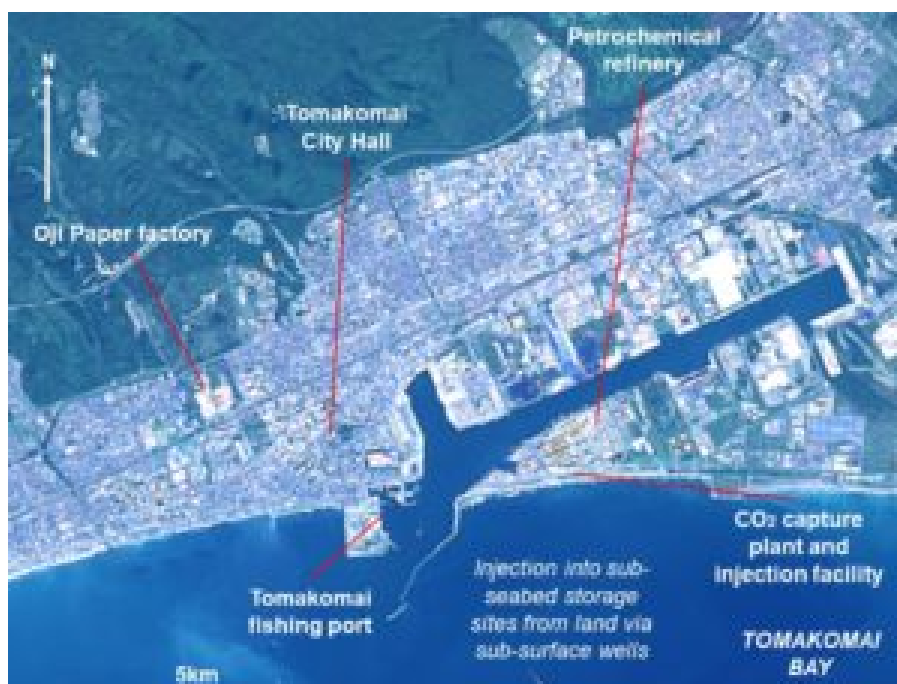 Petrochemical
refinery
N
Tomakomai
City Hall
Oji Paper factory
CO₂ capture
plant and
injection facility
Injection into sub-
seabed storage
sites from land via
sub-surface wells
Tomakomai
fishing port
TOMAKOMAI
BAY
5km